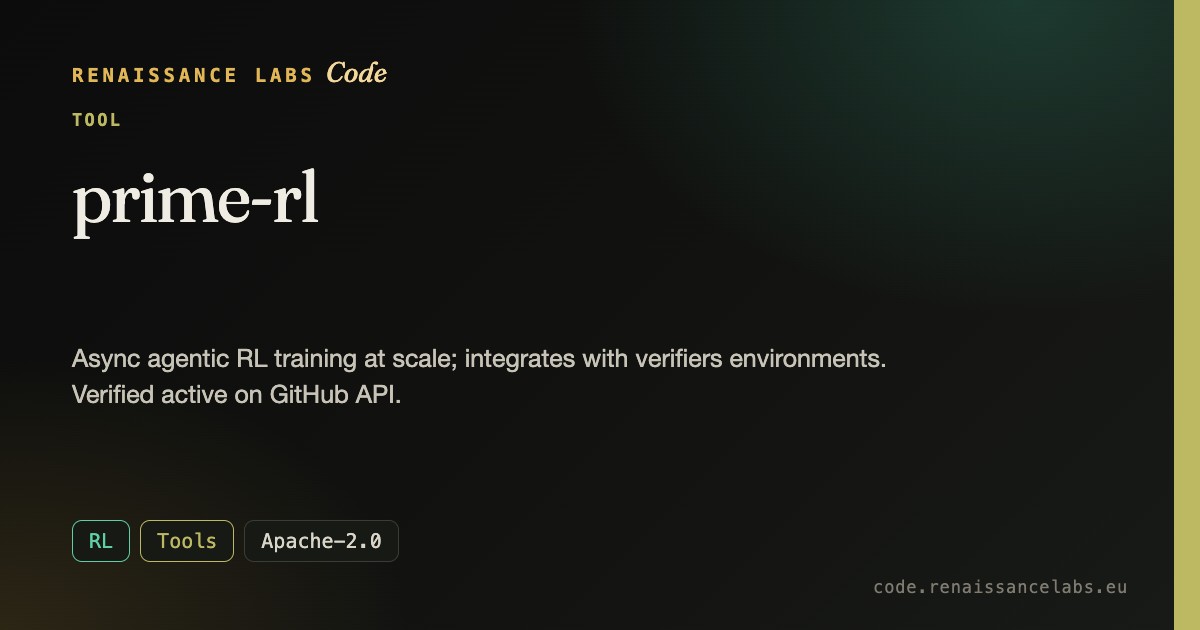 RENAISSANCE LABS Code
TOOL
prime-rl
Async agentic RL training at scale; integrates with verifiers environments.
Verified active on GitHub API.
RL Tools Apache-2.0
code.renaissancelabs.eu